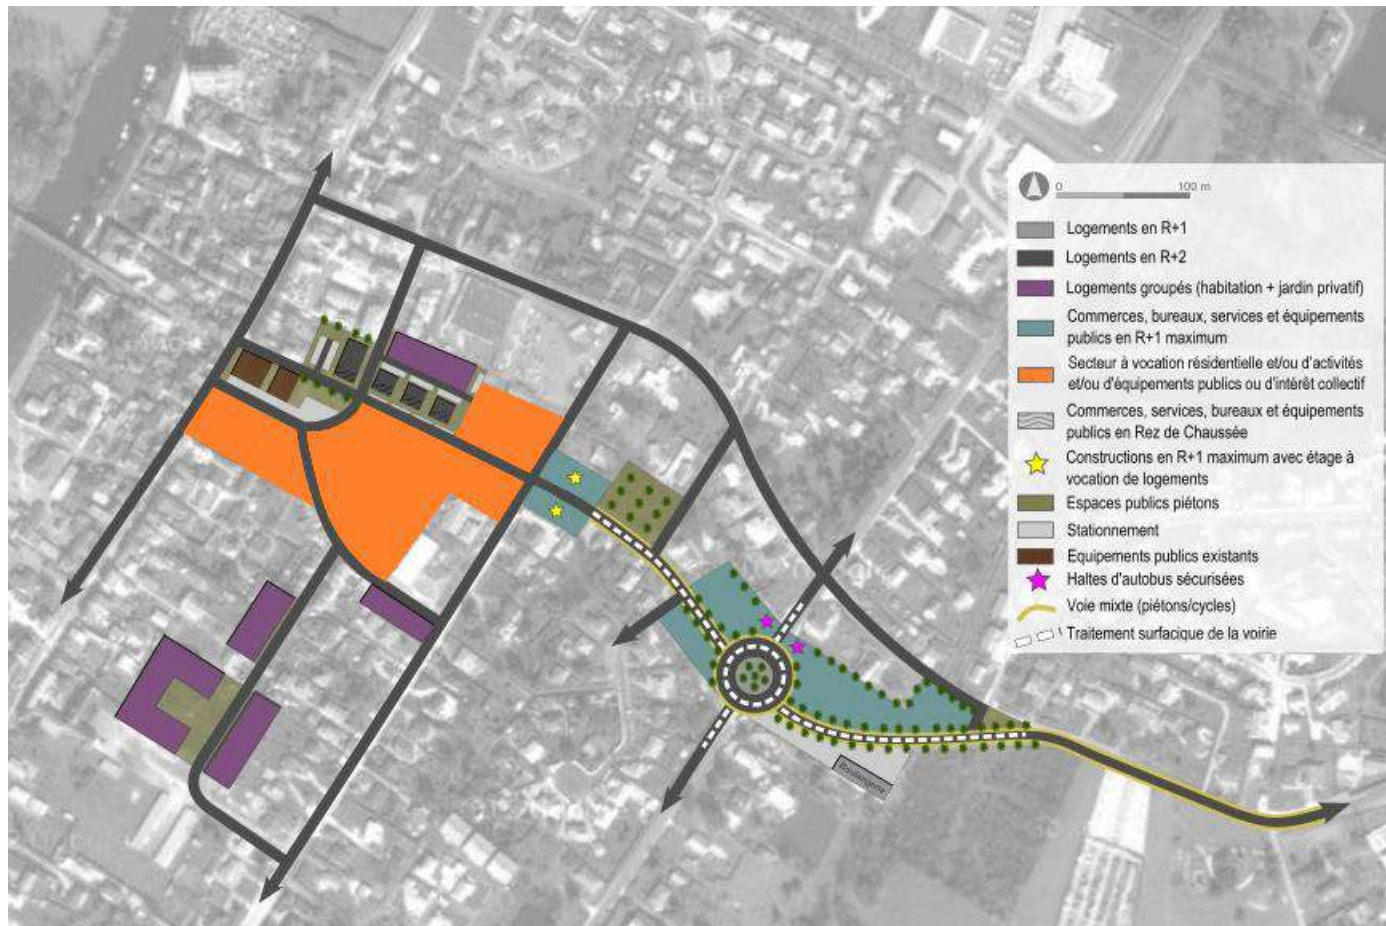 0
100 m
Logements en R+1
Logements en R+2
Logements groupés (habitation + jardin privatif)
Commerces, bureaux, services et équipements
publics en R+1 maximum
Secteur à vocation résidentielle et/ou d'activités
et/ou d'équipements publics ou d'intérêt collectif
Commerces, services, bureaux et équipements
publics en Rez de Chaussée
Constructions en R+1 maximum avec étage à
vocation de logements
Espaces publics piétons
Stationnement
Equipements publics existants
Haltes d'autobus sécurisées
Voie mixte (piétons/cycles)
Traitement surfacique de la voirie
Boulangerie